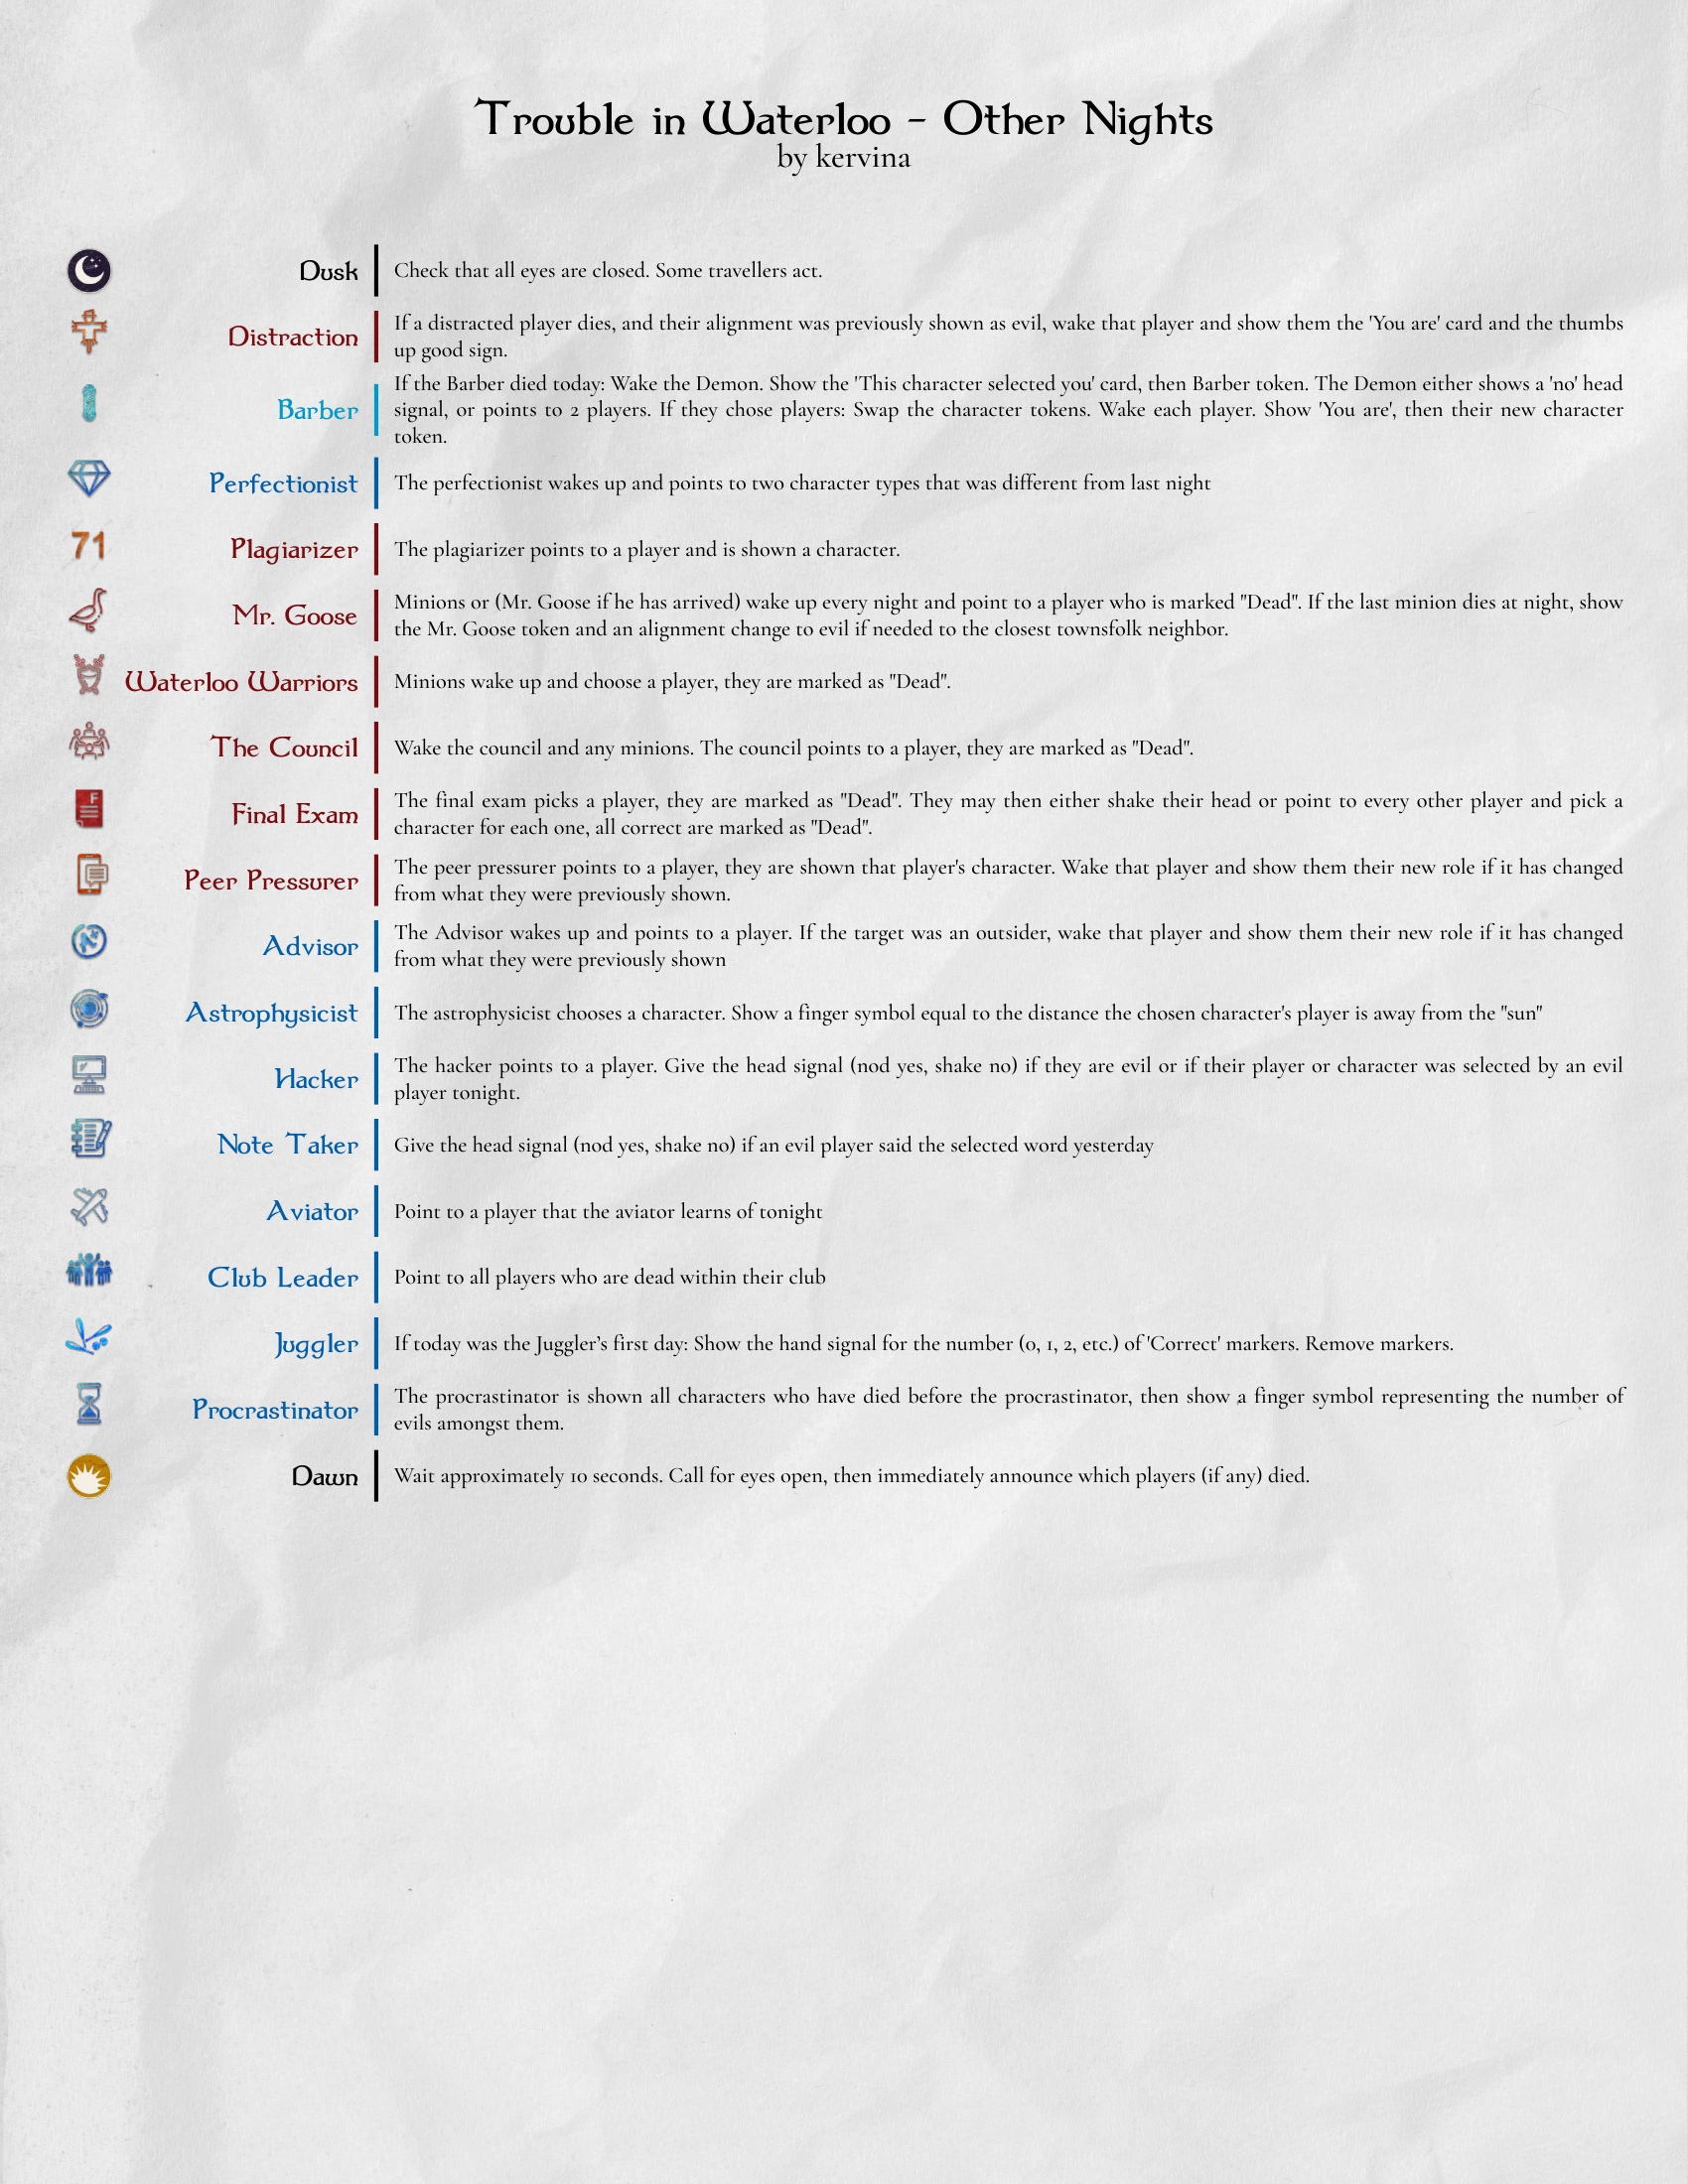 Trouble in Waterloo - Other Nights
by kervina
Dusk
Check that all eyes are closed. Some travellers act.
Distraction
If a distracted player dies, and their alignment was previously shown as evil, wake that player and show them the 'You are' card and the thumbs
up good sign.
Barber
If the Barber died today: Wake the Demon. Show the 'This character selected you' card, then Barber token. The Demon either shows a 'no' head
signal, or points to 2 players. If they chose players: Swap the character tokens. Wake each player. Show 'You are', then their new character
token.
Perfectionist
The perfectionist wakes up and points to two character types that was different from last night
71
Plagiarizer
The plagiarizer points to a player and is shown a character.
Mr. Goose
Minions or (Mr. Goose if he has arrived) wake up every night and point to a player who is marked "Dead". If the last minion dies at night, show
the Mr. Goose token and an alignment change to evil if needed to the closest townsfolk neighbor.
Waterloo Warriors
Minions wake up and choose a player, they are marked as "Dead".
The Council
Wake the council and any minions. The council points to a player, they are marked as "Dead".
F
Final Exam
The final exam picks a player, they are marked as "Dead". They may then either shake their head or point to every other player and pick a
character for each one, all correct are marked as "Dead".
Peer Pressurer
The peer pressurer points to a player, they are shown that player's character. Wake that player and show them their new role if it has changed
from what they were previously shown.
Advisor
The Advisor wakes up and points to a player. If the target was an outsider, wake that player and show them their new role if it has changed
from what they were previously shown
Astrophysicist
The astrophysicist chooses a character. Show a finger symbol equal to the distance the chosen character's player is away from the "sun"
Hacker
The hacker points to a player. Give the head signal (nod yes, shake no) if they are evil or if their player or character was selected by an evil
player tonight.
Note Taker
Give the head signal (nod yes, shake no) if an evil player said the selected word yesterday
Aviator
Point to a player that the aviator learns of tonight
Club Leader
Point to all players who are dead within their club
Juggler
If today was the Juggler’s first day: Show the hand signal for the number (0, 1, 2, etc.) of 'Correct' markers. Remove markers.
Procrastinator
The procrastinator is shown all characters who have died before the procrastinator, then show a finger symbol representing the number of
evils amongst them.
Dawn
Wait approximately 10 seconds. Call for eyes open, then immediately announce which players (if any) died.